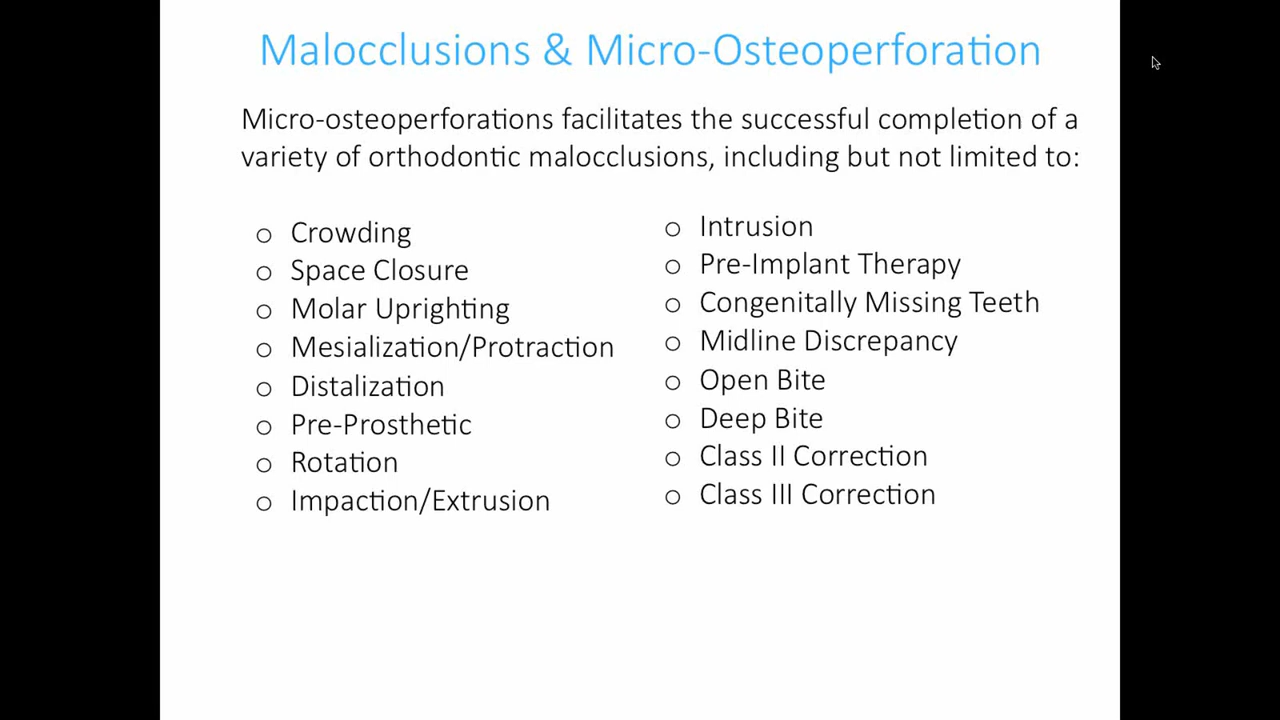 Malocclusions & Micro-Osteoperforation
Micro-osteoperforations facilitates the successful completion of a
variety of orthodontic malocclusions, including but not limited to:
o Crowding
o Space Closure
o Molar Uprighting
o Mesialization/Protraction
o Distalization
o Pre-Prosthetic
o Rotation
o Impaction/Extrusion
o Intrusion
o Pre-Implant Therapy
o Congenitally Missing Teeth
o Midline Discrepancy
o Open Bite
o Deep Bite
o Class II Correction
o Class III Correction